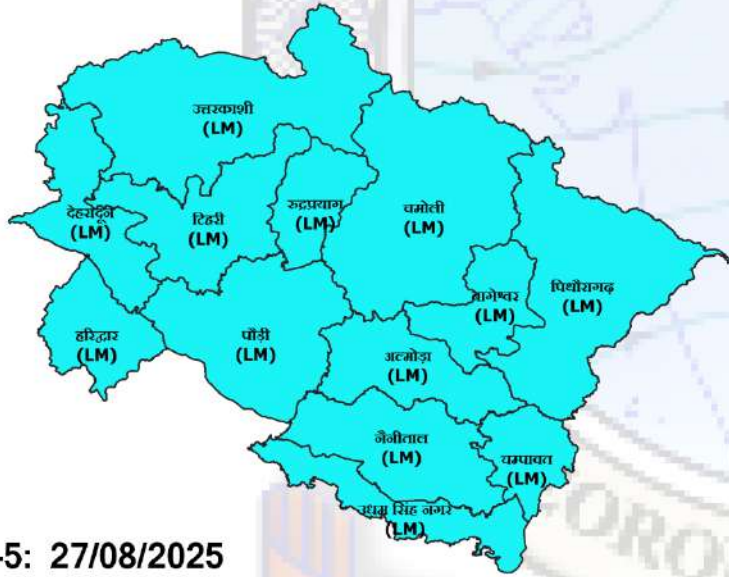 उत्तरकाशी
(LM)
देहरादून
(LM)
टिहरी
(LM)
रुद्रप्रयाग
(LM)
चमोली
(LM)
बागेश्वर
(LM)
पिथौरागढ़
(LM)
हरिद्वार
(LM)
पौड़ी
(LM)
अल्मोड़ा
(LM)
नैनीताल
(LM)
चम्पावत
(LM)
उधम सिंह नगर
(LM)
-5: 27/08/2025